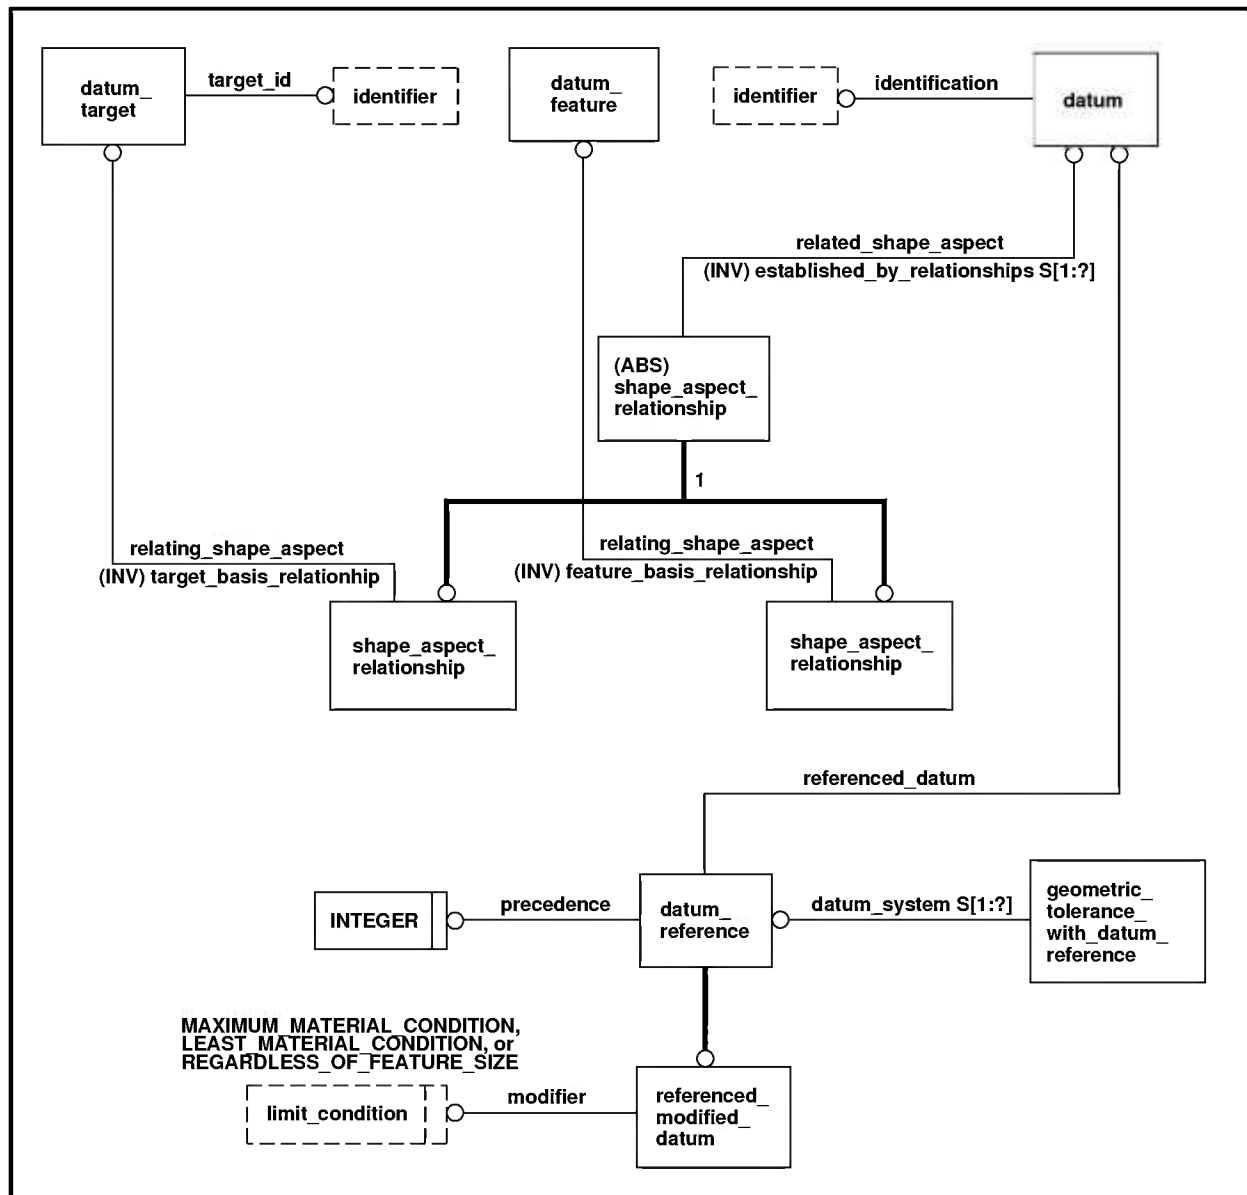 datum_
target
target_id
identifier
datum_
feature
identifier
identification
datum
related_shape_aspect
(INV) established_by_relationships S[1:?]
(ABS)
shape_aspect_
relationship
1
relating_shape_aspect
(INV) target_basis_relationhip
relating_shape_aspect
(INV) feature_basis_relationship
shape_aspect_
relationship
shape_aspect_
relationship
referenced_datum
INTEGER
precedence
datum_
reference
datum_system S[1:?]
geometric_
tolerance_
with_datum_
reference
MAXIMUM_MATERIAL_CONDITION,
LEAST_MATERIAL_CONDITION, or
REGARDLESS_OF_FEATURE_SIZE
limit_condition
modifier
referenced_
modified_
datum